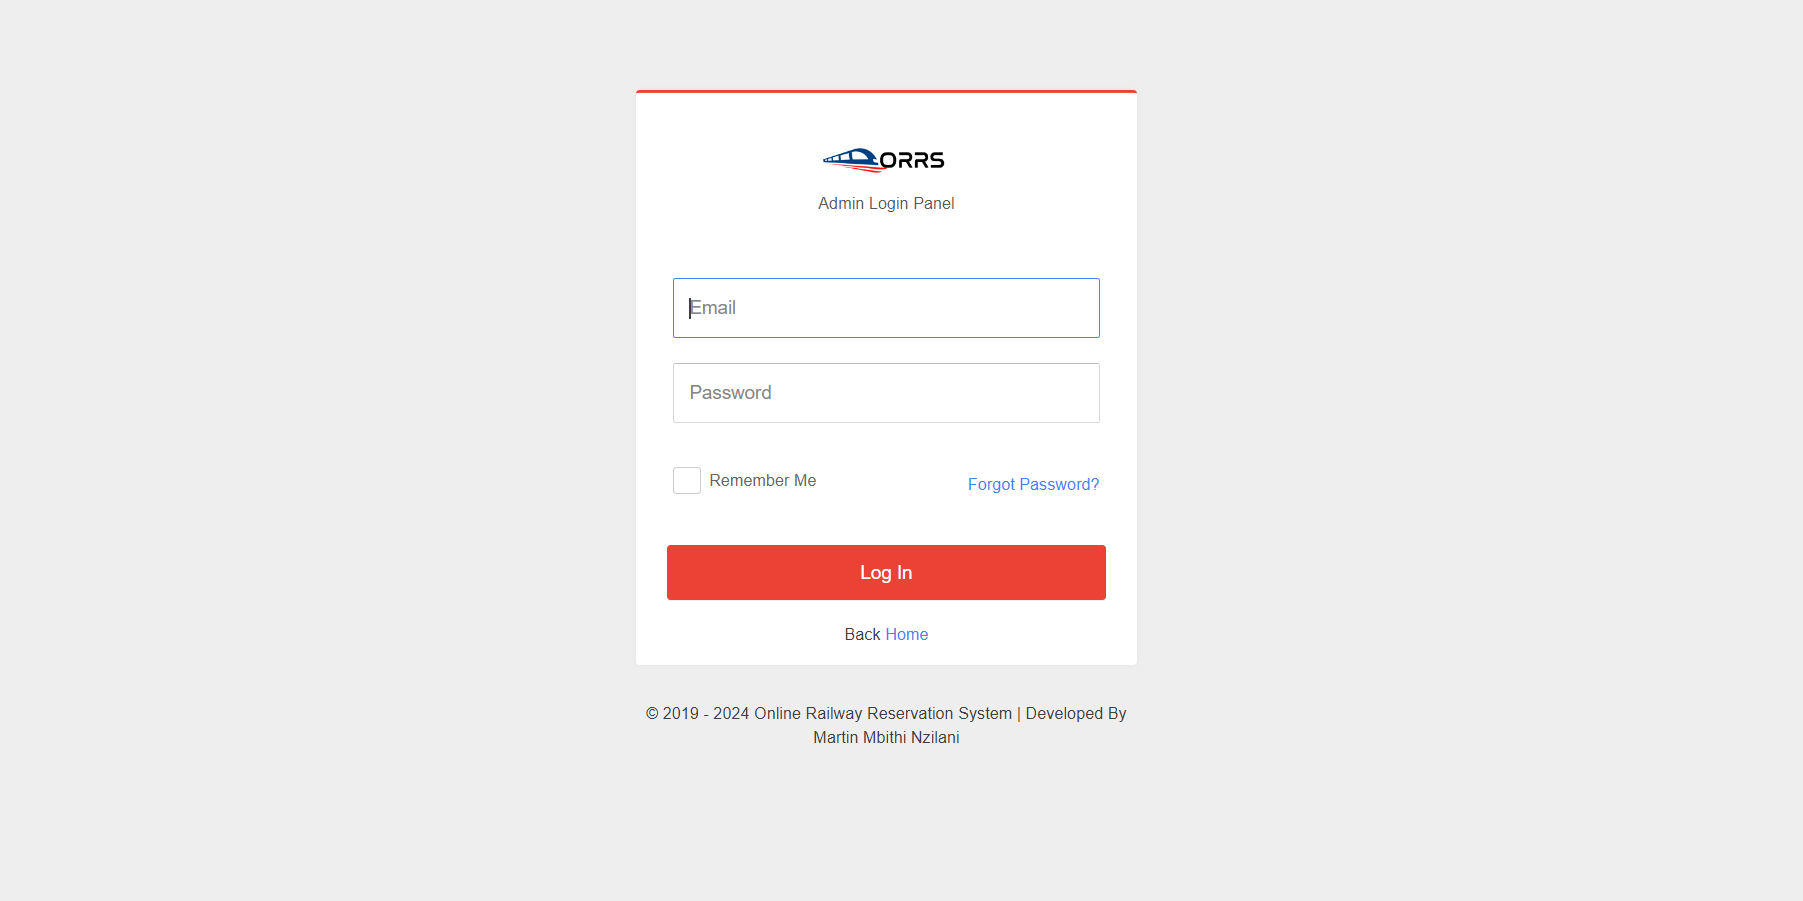 ORRS
Admin Login Panel
Email
Password
Remember Me
Forgot Password?
Log In
Back Home
© 2019 - 2024 Online Railway Reservation System | Developed By
Martin Mbithi Nzilani